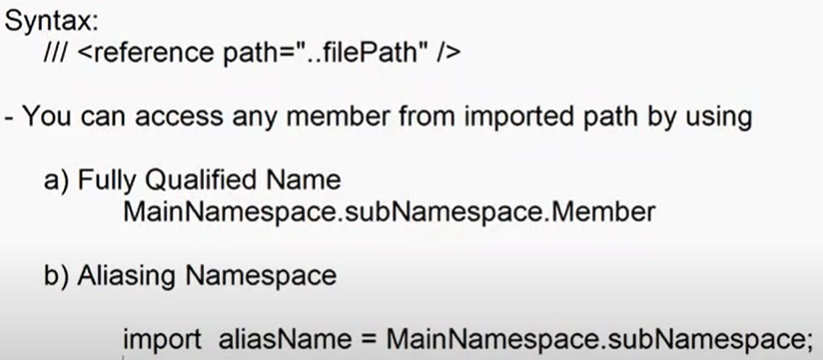 Syntax:
/// <reference path="..filePath" />
- You can access any member from imported path by using
a) Fully Qualified Name
MainNamespace.subNamespace.Member
b) Aliasing Namespace
import aliasName = MainNamespace.subNamespace;